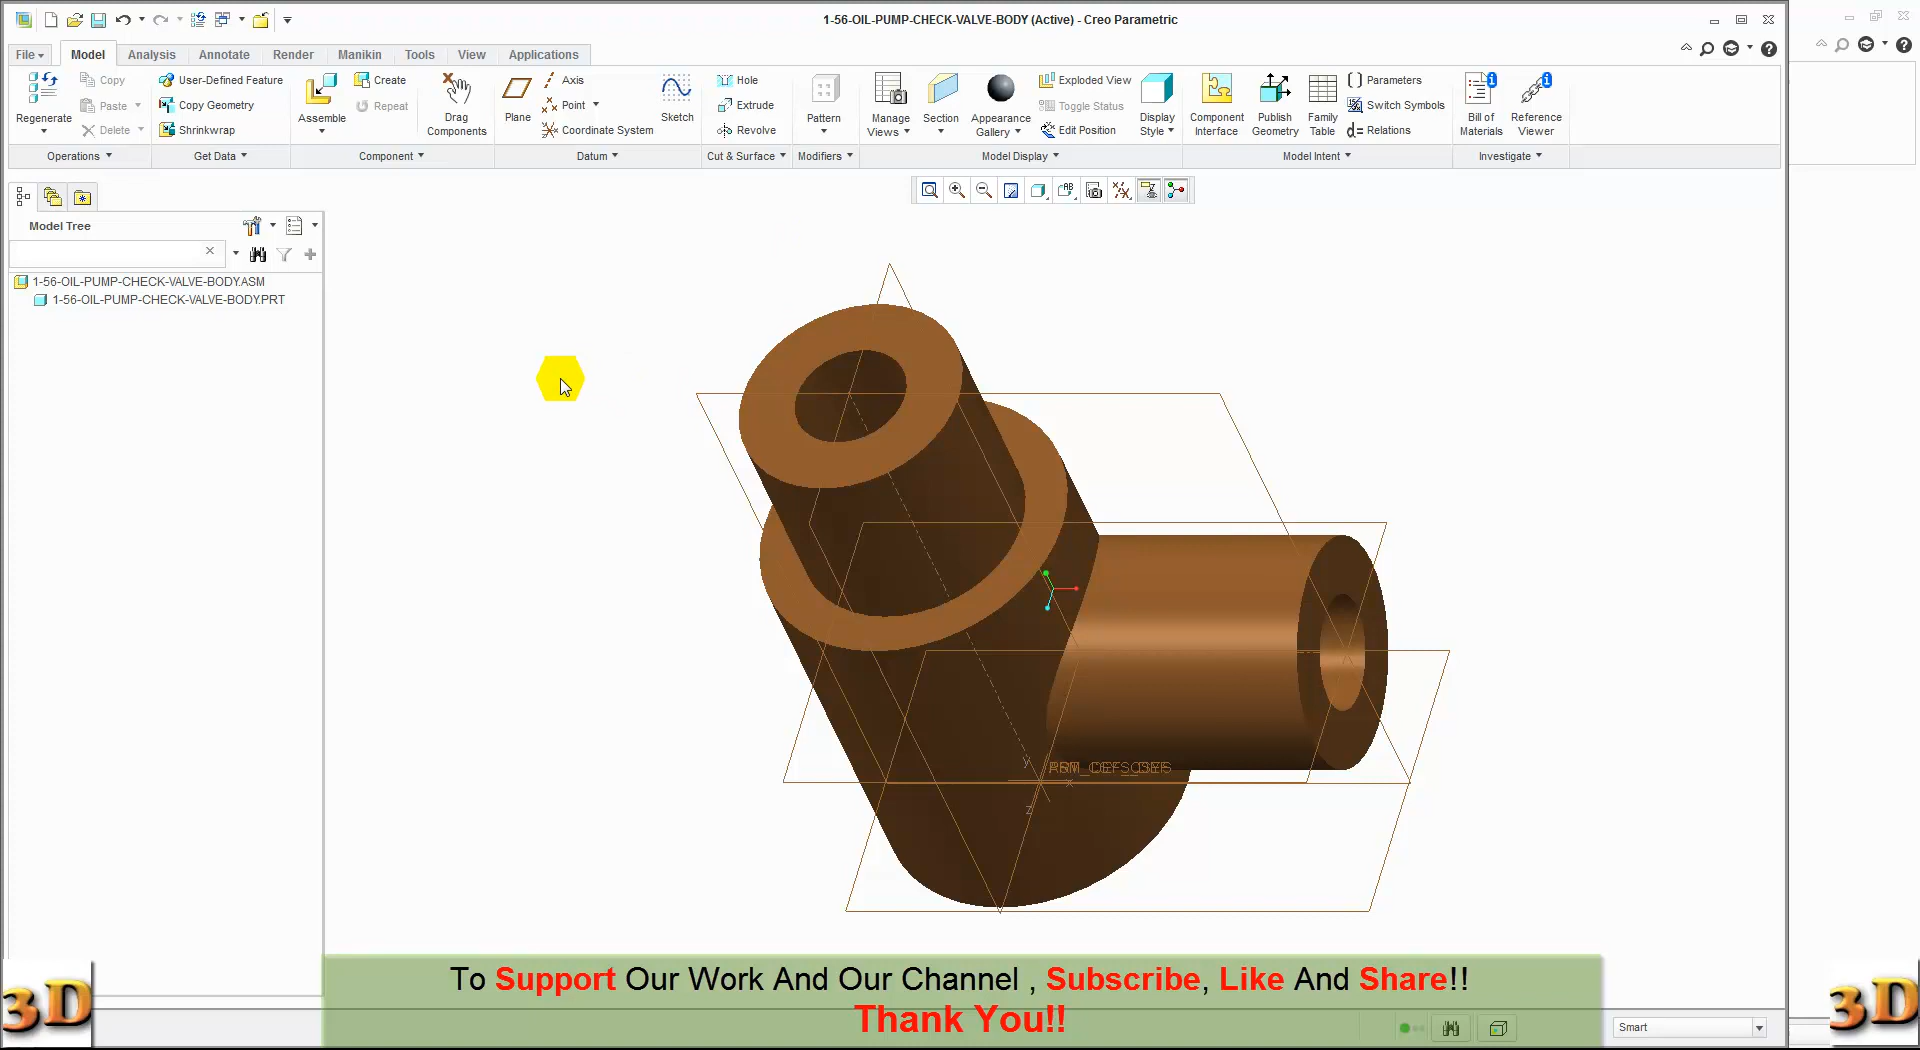 1-56-OIL-PUMP-CHECK-VALVE-BODY (Active) - Creo Parametric
File Model Analysis Annotate Render Manikin Tools View Applications
Regenerate
Copy
Paste
Delete
User-Defined Feature
Copy Geometry
Shrinkwrap
Assemble
Create
Repeat
Drag
Components
Plane
Axis
Point
Coordinate System
Sketch
Hole
Extrude
Revolve
Pattern
Manage
Views
Section
Appearance
Gallery
Exploded View
Toggle Status
Edit Position
Display
Style
Component
Interface
Publish
Geometry
Family
Table
Parameters
Switch Symbols
Relations
Bill of
Materials
Reference
Viewer
Operations Get Data Component Datum Cut & Surface Modifiers Model Display Model Intent Investigate
Model Tree
1-56-OIL-PUMP-CHECK-VALVE-BODY.ASM
1-56-OIL-PUMP-CHECK-VALVE-BODY.PRT
y
x
z
To Support Our Work And Our Channel , Subscribe, Like And Share!!
Thank You!!
3D
3D
Smart